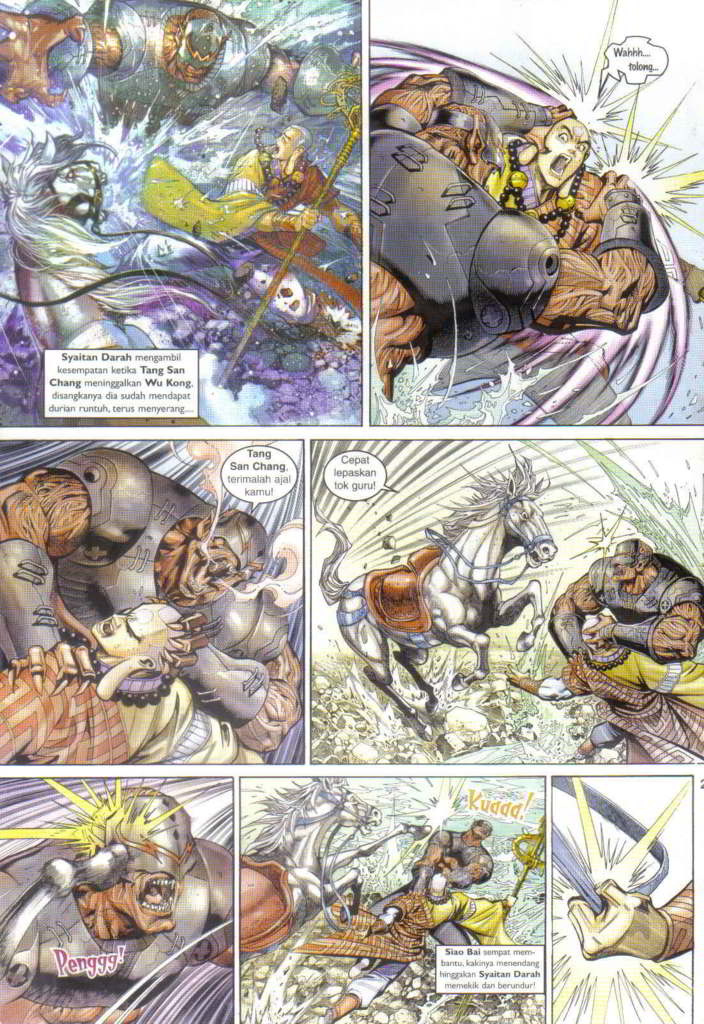 Syaitan Darah mengambil
kesempatan ketika Tang San
Chang meninggalkan Wu Kong,
disangkanya dia sudah mendapat
durian runtuh, terus menyerang....
Wahhh....
tolong...
Tang
San Chang,
terimalah ajal
kamu!
Cepat
lepaskan
tok guru!
Penggg!
Kuaaa!
Siao Bai sempat mem-
bantu, kakinya menendang
hinggakan Syaitan Darah
memekik dan berundur!
2